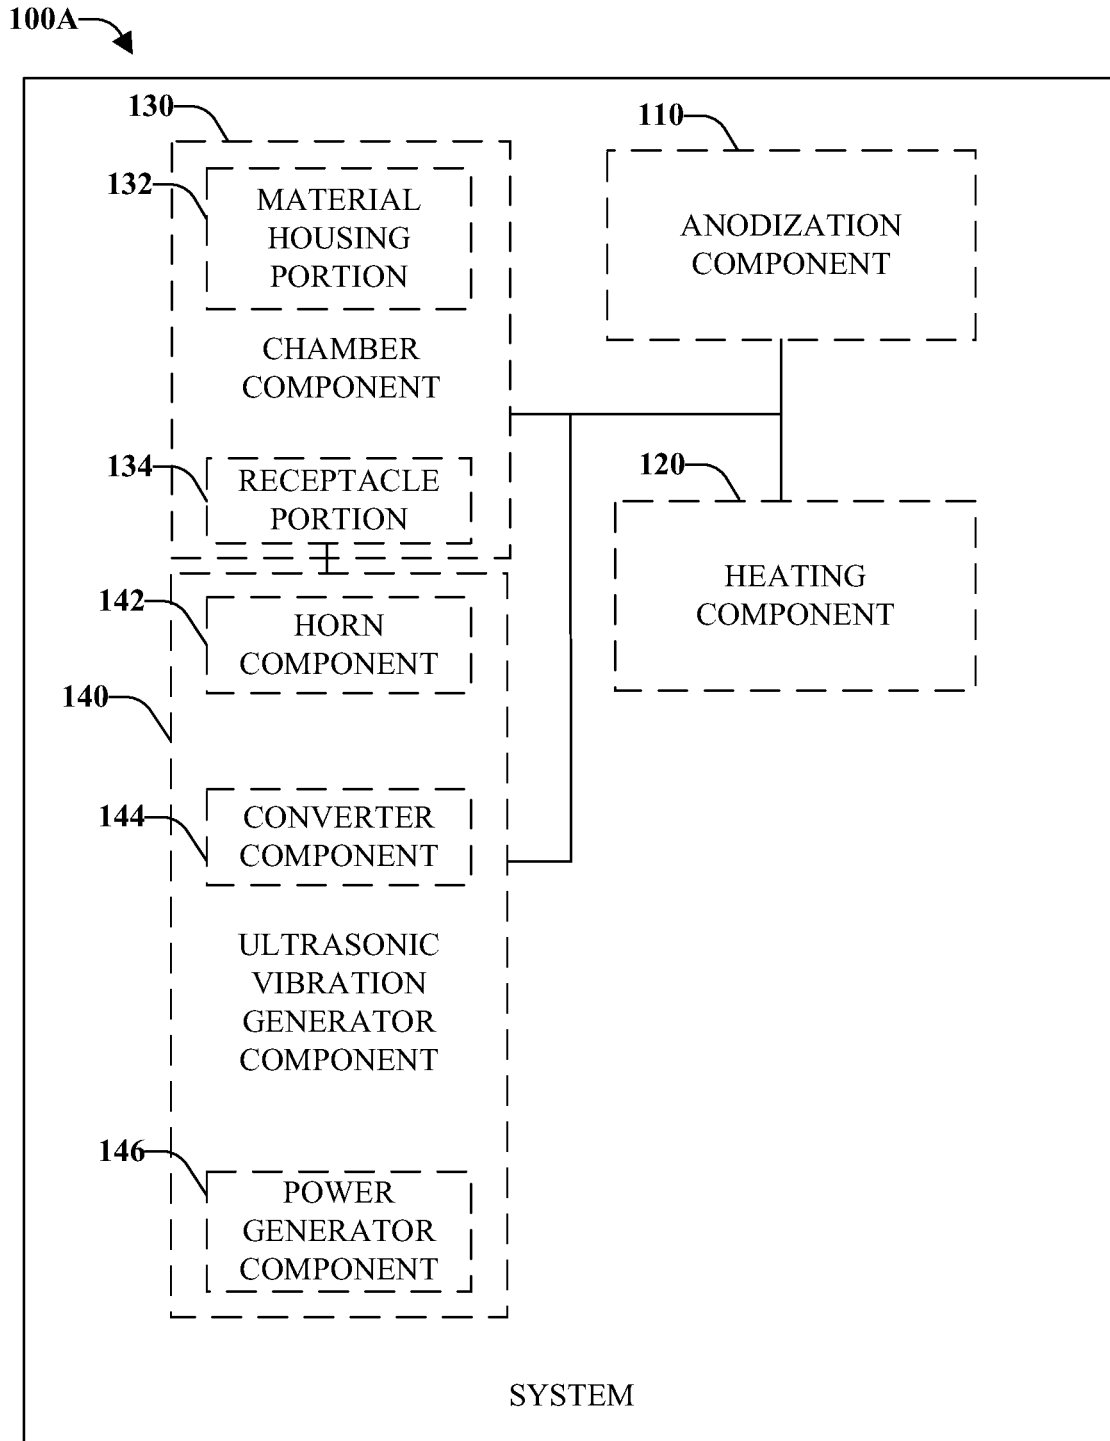 100A
130
132
MATERIAL
HOUSING
PORTION
CHAMBER
COMPONENT
134
RECEPTACLE
PORTION
110
ANODIZATION
COMPONENT
120
HEATING
COMPONENT
142
HORN
COMPONENT
140
144
CONVERTER
COMPONENT
ULTRASONIC
VIBRATION
GENERATOR
COMPONENT
146
POWER
GENERATOR
COMPONENT
SYSTEM